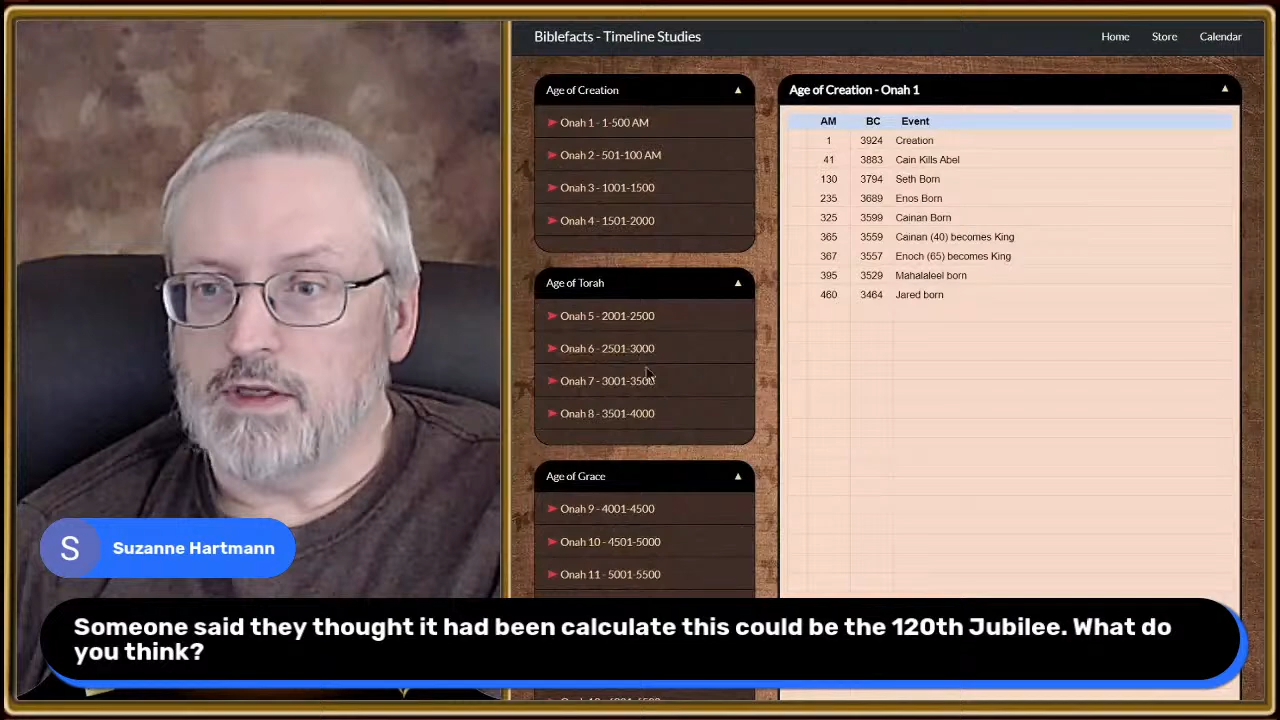 Biblefacts - Timeline Studies
Home Store Calendar
Age of Creation
Onah 1 - 1-500 AM
Onah 2 - 501-100 AM
Onah 3 - 1001-1500
Onah 4 - 1501-2000
Age of Torah
Onah 5 - 2001-2500
Onah 6 - 2501-3000
Onah 7 - 3001-3500
Onah 8 - 3501-4000
Age of Grace
Onah 9 - 4001-4500
Onah 10 - 4501-5000
Onah 11 - 5001-5500
Age of Creation - Onah 1
AM BC Event
1 3924 Creation
41 3883 Cain Kills Abel
130 3794 Seth Born
235 3689 Enos Born
325 3599 Cainan Born
365 3559 Cainan (40) becomes King
367 3557 Enoch (65) becomes King
395 3529 Mahalaleel born
460 3464 Jared born
S Suzanne Hartmann
Someone said they thought it had been calculate this could be the 120th Jubilee. What do
you think?